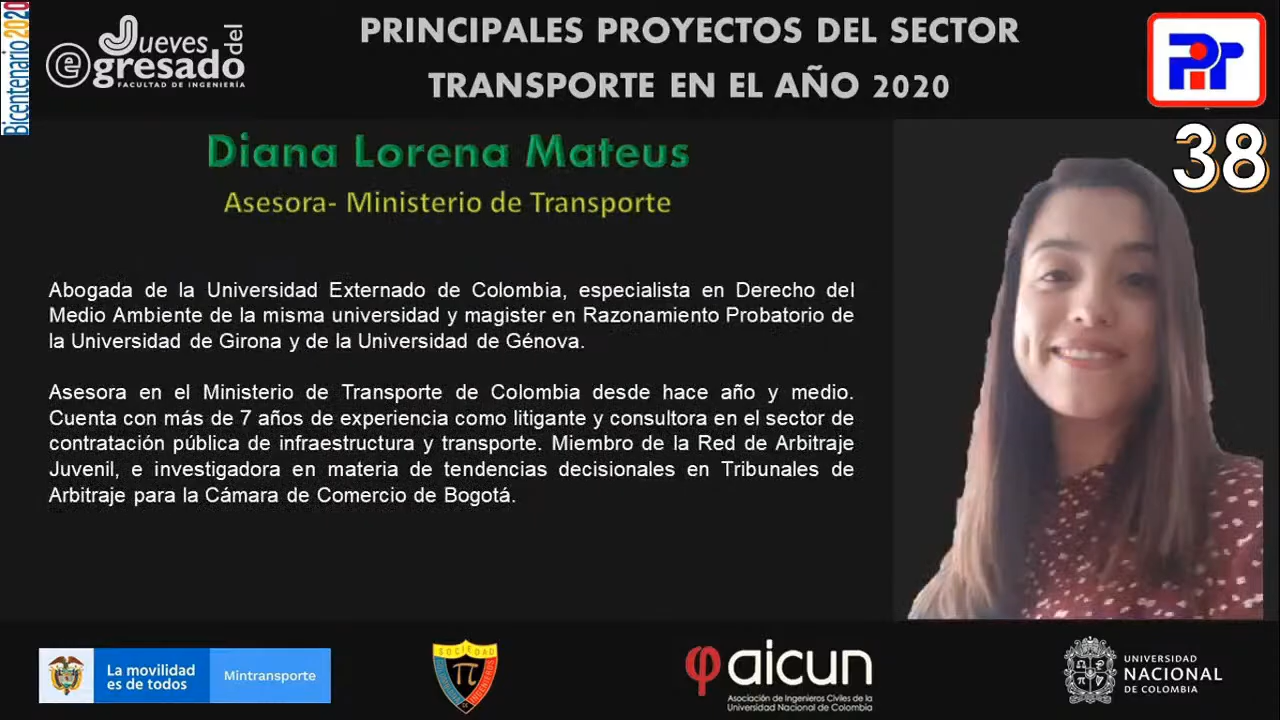 Bicentenario 2020
Jueves
del
egresado
FACULTAD DE INGENIERÍA
PRINCIPALES PROYECTOS DEL SECTOR
TRANSPORTE EN EL AÑO 2020
PIT
38
Diana Lorena Mateus
Asesora- Ministerio de Transporte
Abogada de la Universidad Externado de Colombia, especialista en Derecho del
Medio Ambiente de la misma universidad y magister en Razonamiento Probatorio de
la Universidad de Girona y de la Universidad de Génova.
Asesora en el Ministerio de Transporte de Colombia desde hace año y medio.
Cuenta con más de 7 años de experiencia como litigante y consultora en el sector de
contratación pública de infraestructura y transporte. Miembro de la Red de Arbitraje
Juvenil, e investigadora en materia de tendencias decisionales en Tribunales de
Arbitraje para la Cámara de Comercio de Bogotá.
La movilidad
es de todos
Mintransporte
SOCIEDAD
π
φaicun
Asociación de Ingenieros Civiles de la
Universidad Nacional de Colombia
UNIVERSIDAD
NACIONAL
DE COLOMBIA